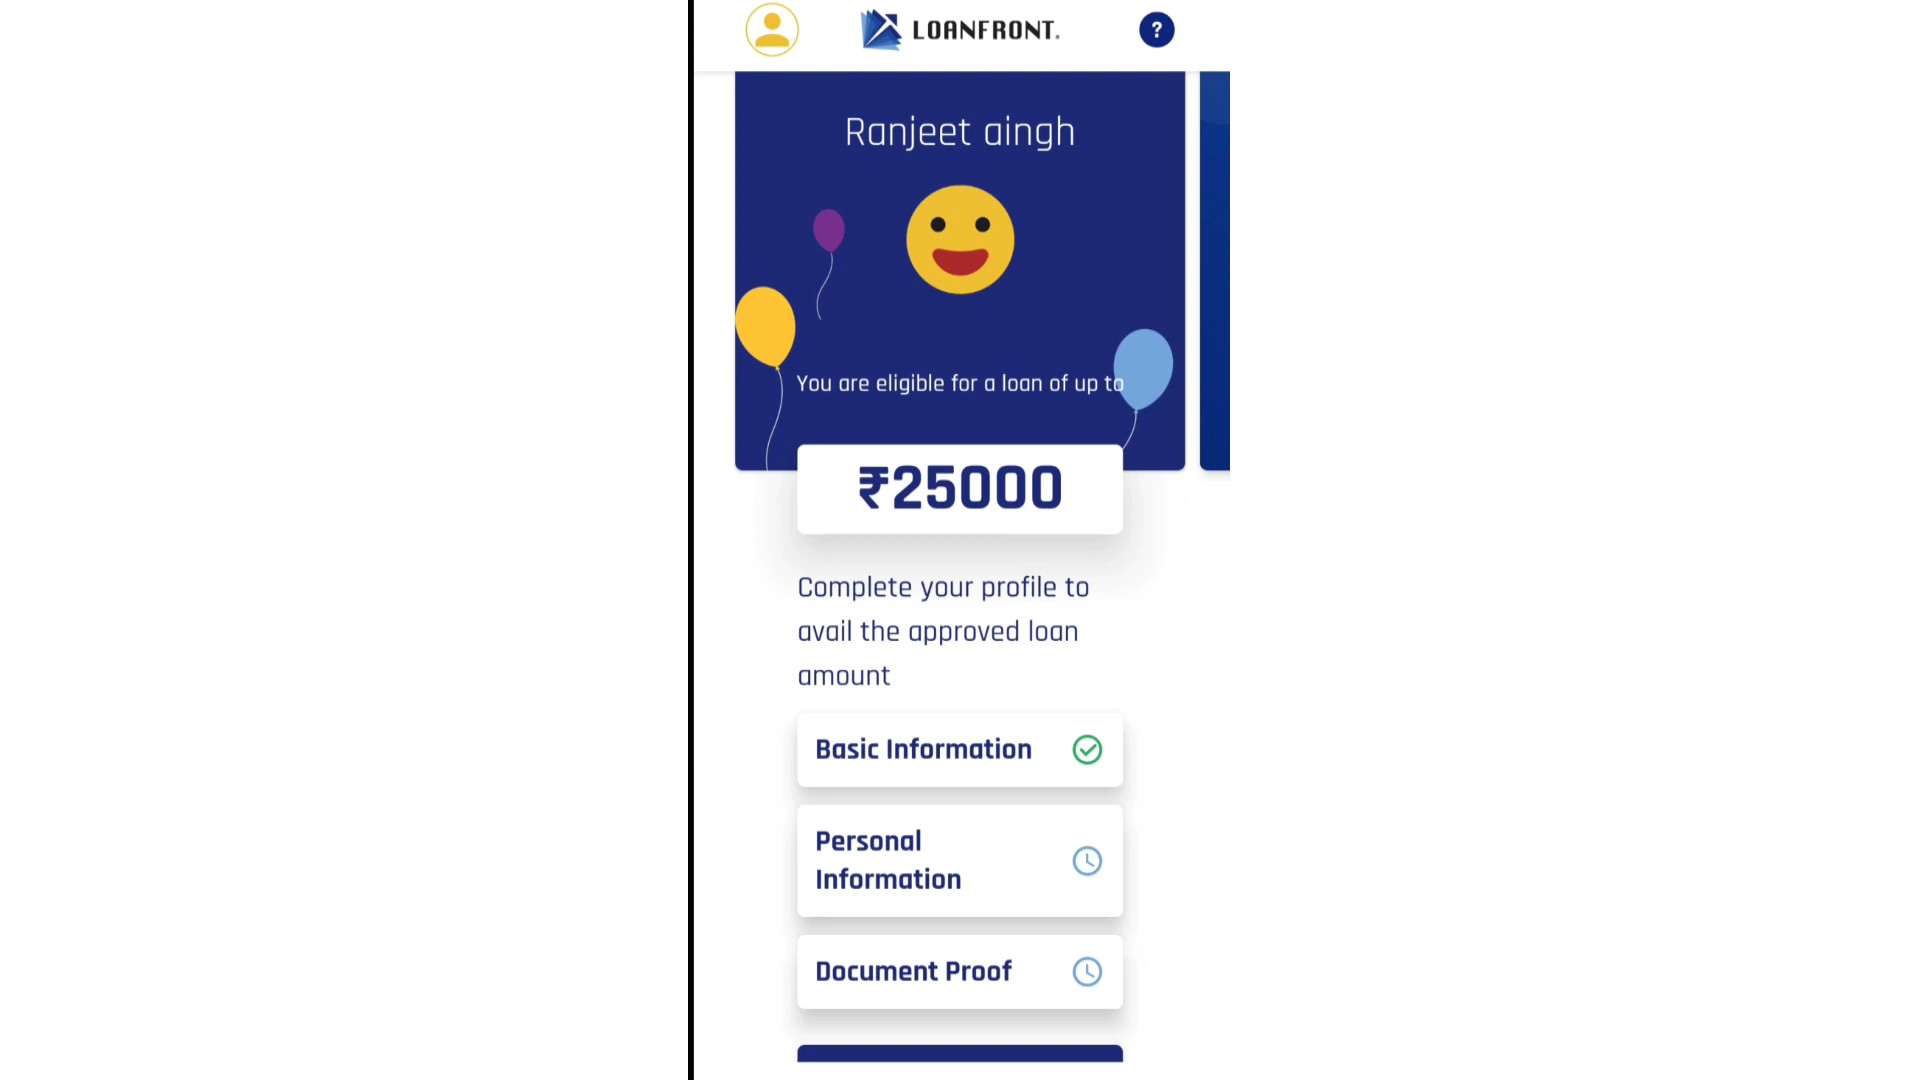 LOANFRONT.
?
Ranjeet aingh
You are eligible for a loan of up to
₹25000
Complete your profile to
avail the approved loan
amount
Basic Information
Personal
Information
Document Proof